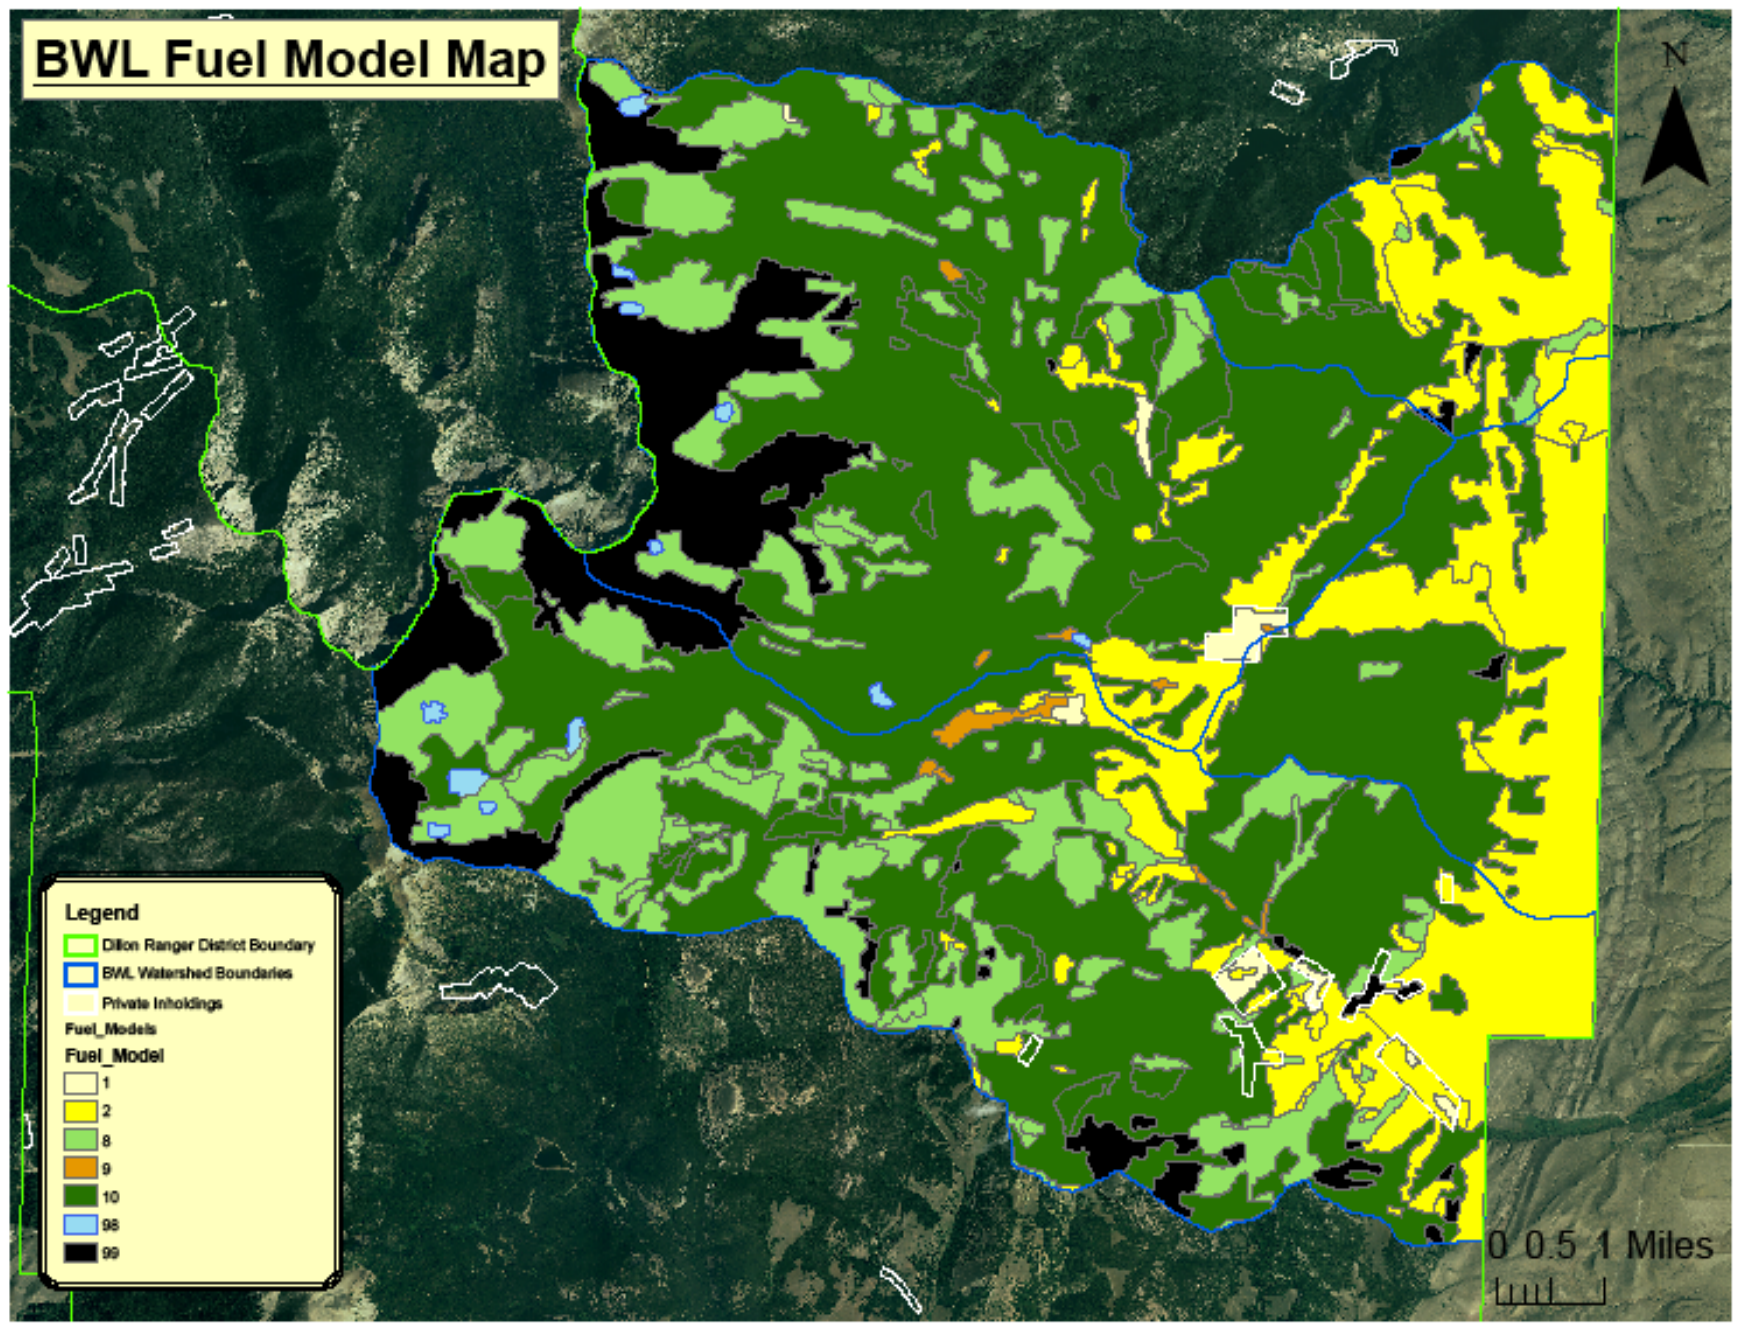 BWL Fuel Model Map
N
Legend
Dillon Ranger District Boundary
BWL Watershed Boundaries
Private Inholdings
Fuel_Models
Fuel_Model
1
2
8
9
10
98
99
0 0.5 1 Miles